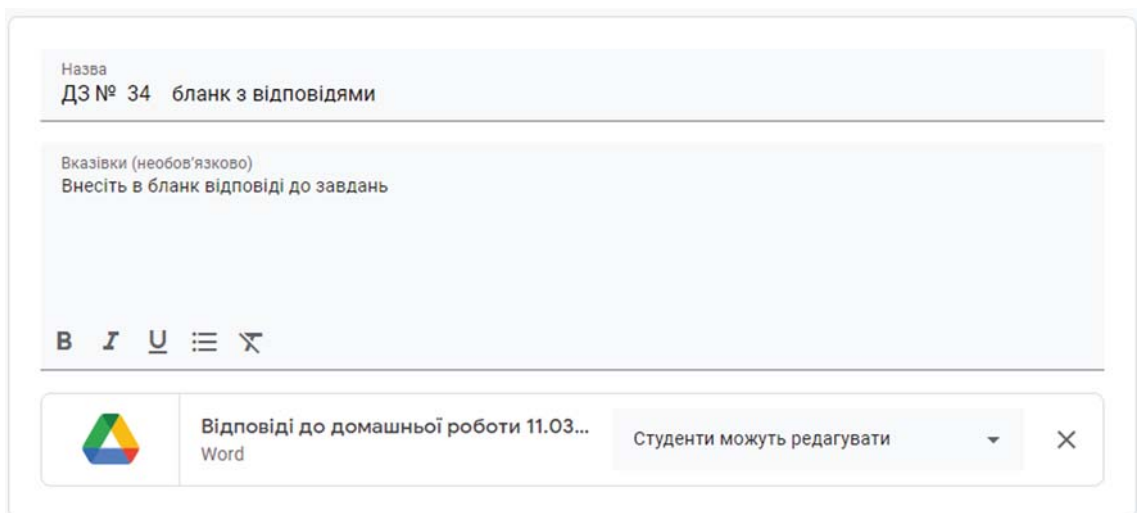 Назва
ДЗ № 34 бланк з відповідями
Вказівки (необов'язково)
Внесіть в бланк відповіді до завдань
B I U
Відповіді до домашньої роботи 11.03...
Word
Студенти можуть редагувати